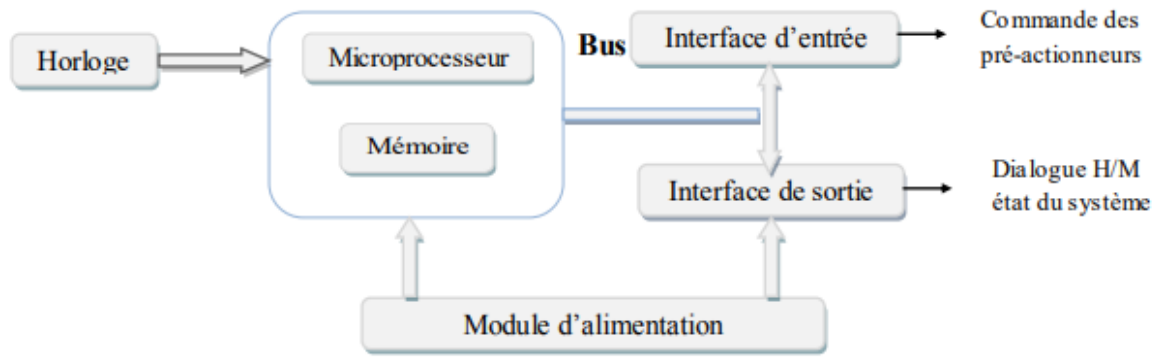 Horloge
Microprocesseur
Mémoire
Bus
Interface d'entrée
Commande des
pré-actionneurs
Interface de sortie
Dialogue H/M
état du système
Module d'alimentation